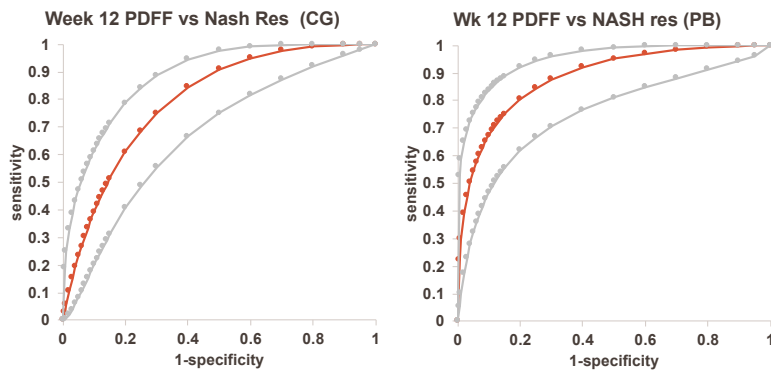 Week 12 PDFF vs Nash Res (CG)
1
0.9
0.8
0.7
0.6
0.5
0.4
0.3
0.2
0.1
0
sensitivity
0 0.2 0.4 0.6 0.8 1
1-specificity
Wk 12 PDFF vs NASH res (PB)
1
0.9
0.8
0.7
0.6
0.5
0.4
0.3
0.2
0.1
0
sensitivity
0 0.2 0.4 0.6 0.8 1
1-specificity